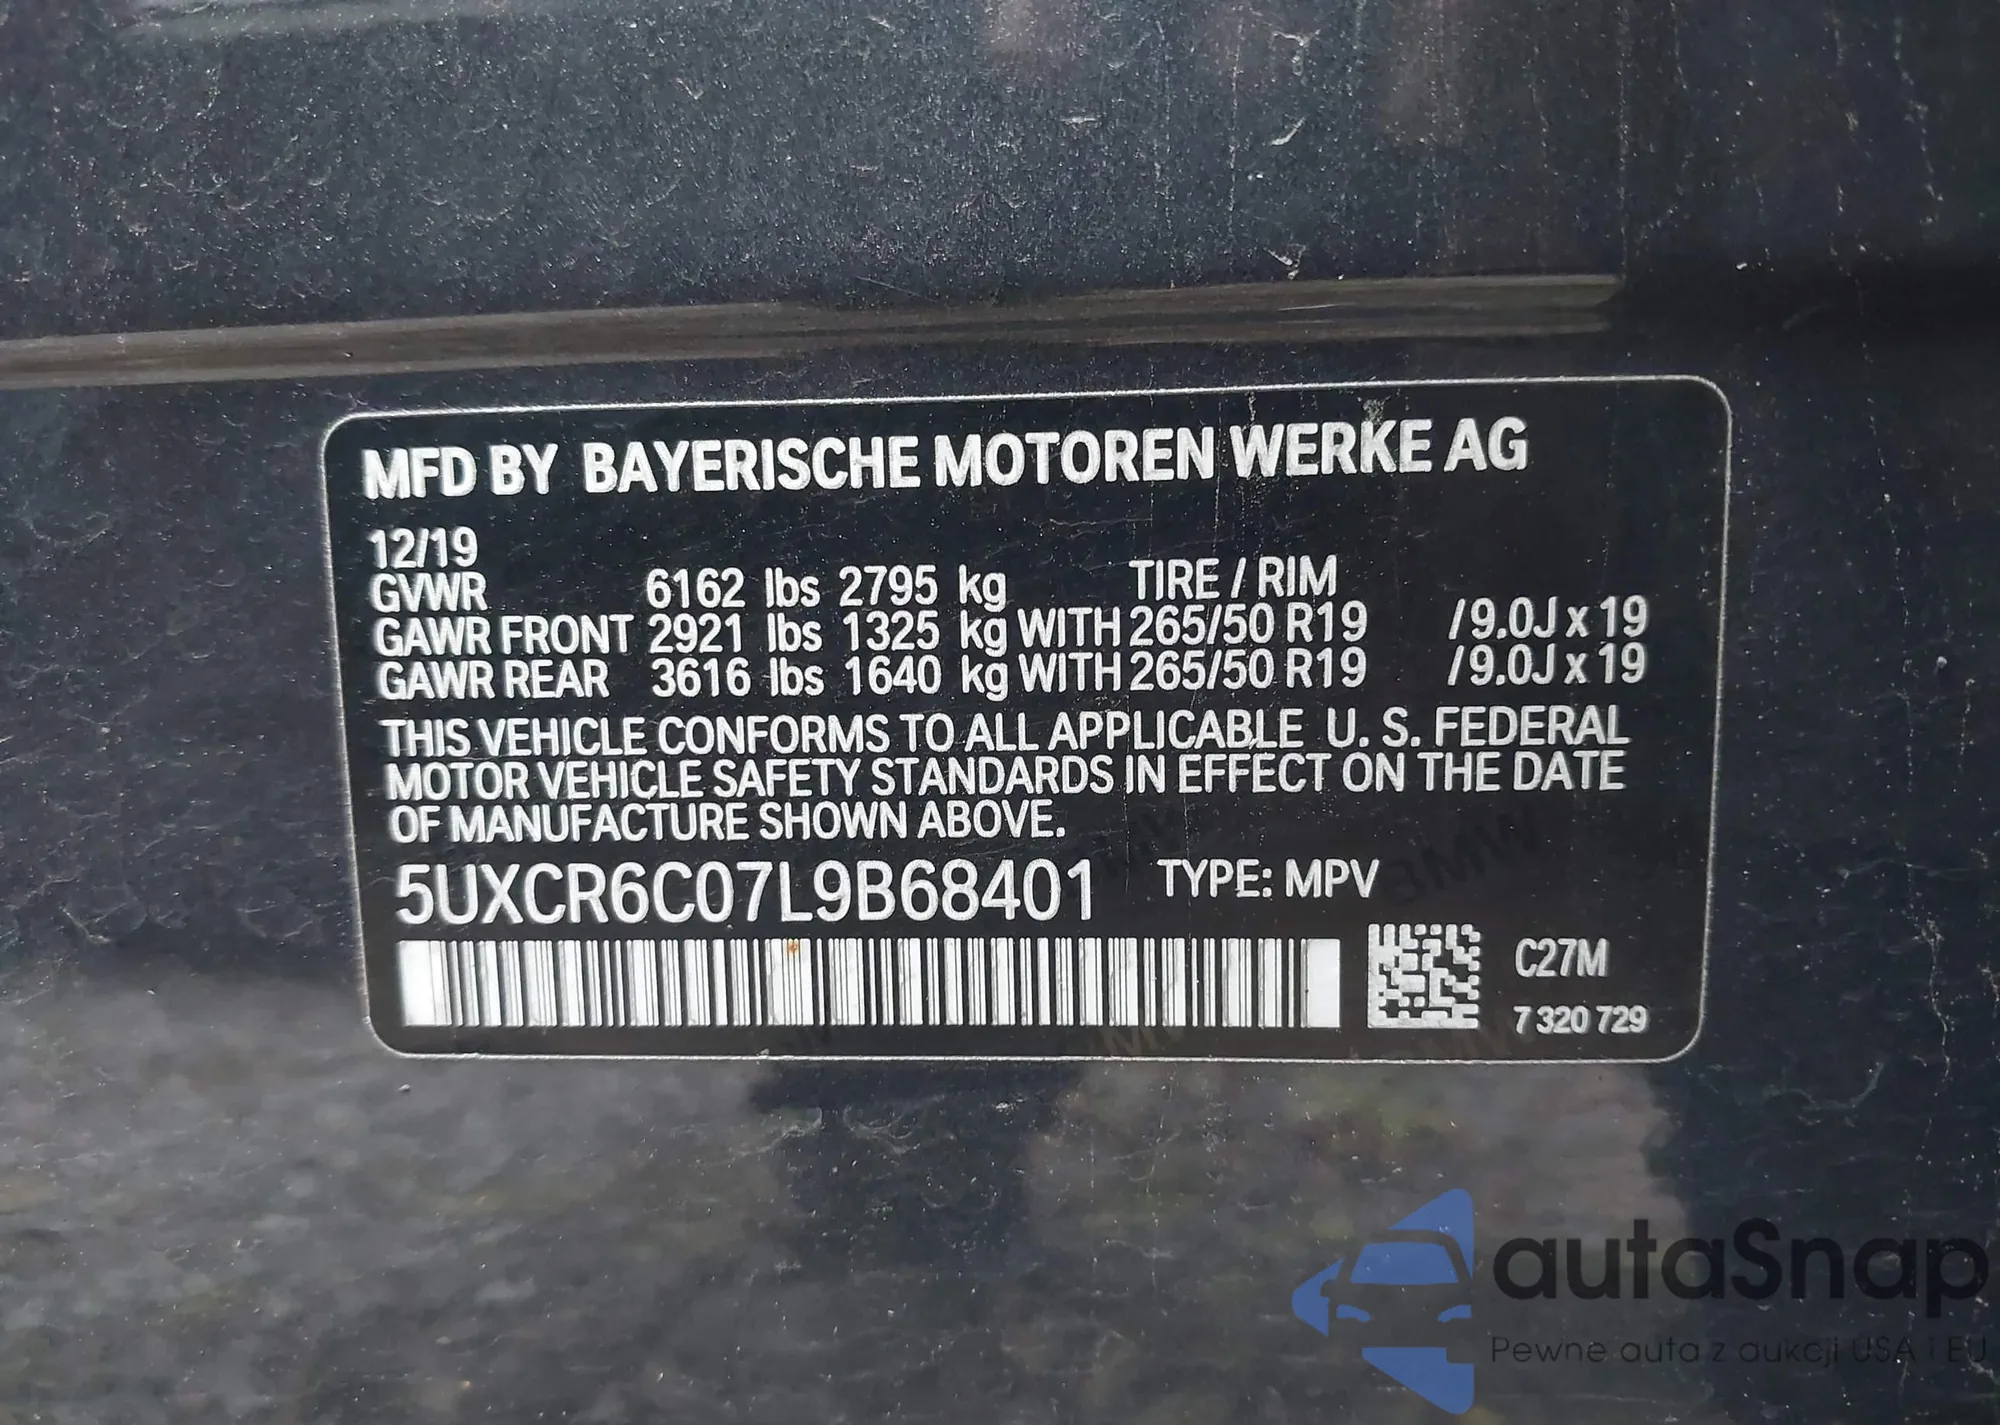 MFD BY BAYERISCHE MOTOREN WERKE AG
12/19
GVWR 6162 lbs 2795 kg TIRE / RIM
GAWR FRONT 2921 lbs 1325 kg WITH 265/50 R19 /9.0J x 19
GAWR REAR 3616 lbs 1640 kg WITH 265/50 R19 /9.0J x 19
THIS VEHICLE CONFORMS TO ALL APPLICABLE U. S. FEDERAL
MOTOR VEHICLE SAFETY STANDARDS IN EFFECT ON THE DATE
OF MANUFACTURE SHOWN ABOVE.
5UXCR6C07L9B68401 TYPE: MPV
C27M
7 320 729
autaSnap
Pewne auta z aukcji USA i EU